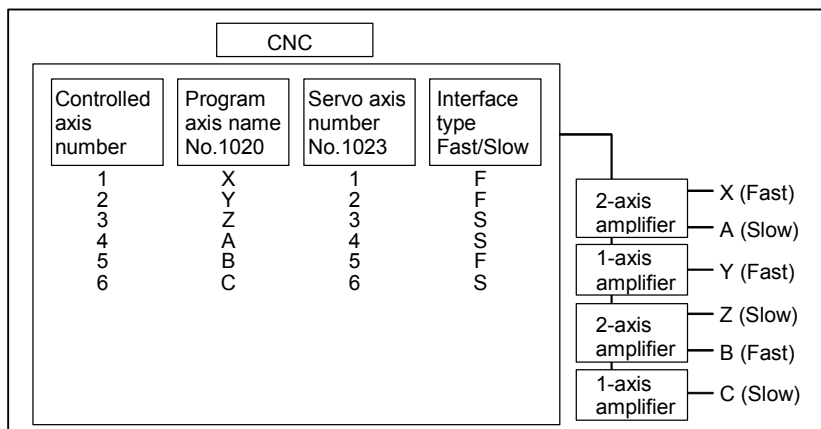 CNC
Controlled axis number
Program axis name No.1020
Servo axis number No.1023
Interface type Fast/Slow
1 X 1 F
2 Y 2 F
3 Z 3 S
4 A 4 S
5 B 5 F
6 C 6 S
2-axis amplifier
X (Fast)
A (Slow)
1-axis amplifier
Y (Fast)
2-axis amplifier
Z (Slow)
B (Fast)
1-axis amplifier
C (Slow)